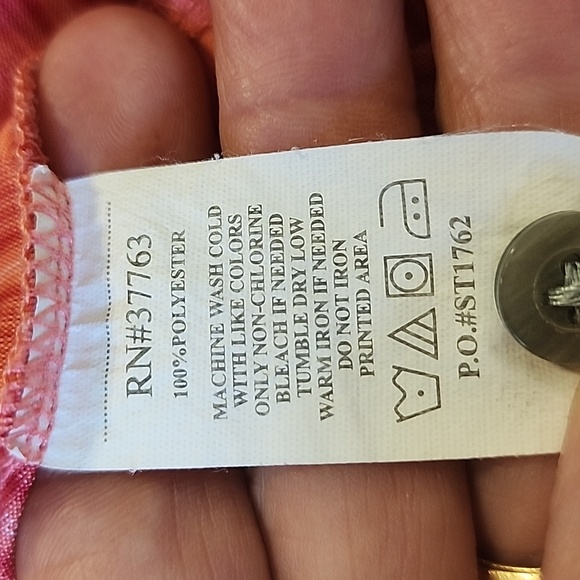 RN#37763
100%POLYESTER
MACHINE WASH COLD
WITH LIKE COLORS
ONLY NON-CHLORINE
BLEACH IF NEEDED
TUMBLE DRY LOW
WARM IRON IF NEEDED
DO NOT IRON
PRINTED AREA
P.O.#ST1762